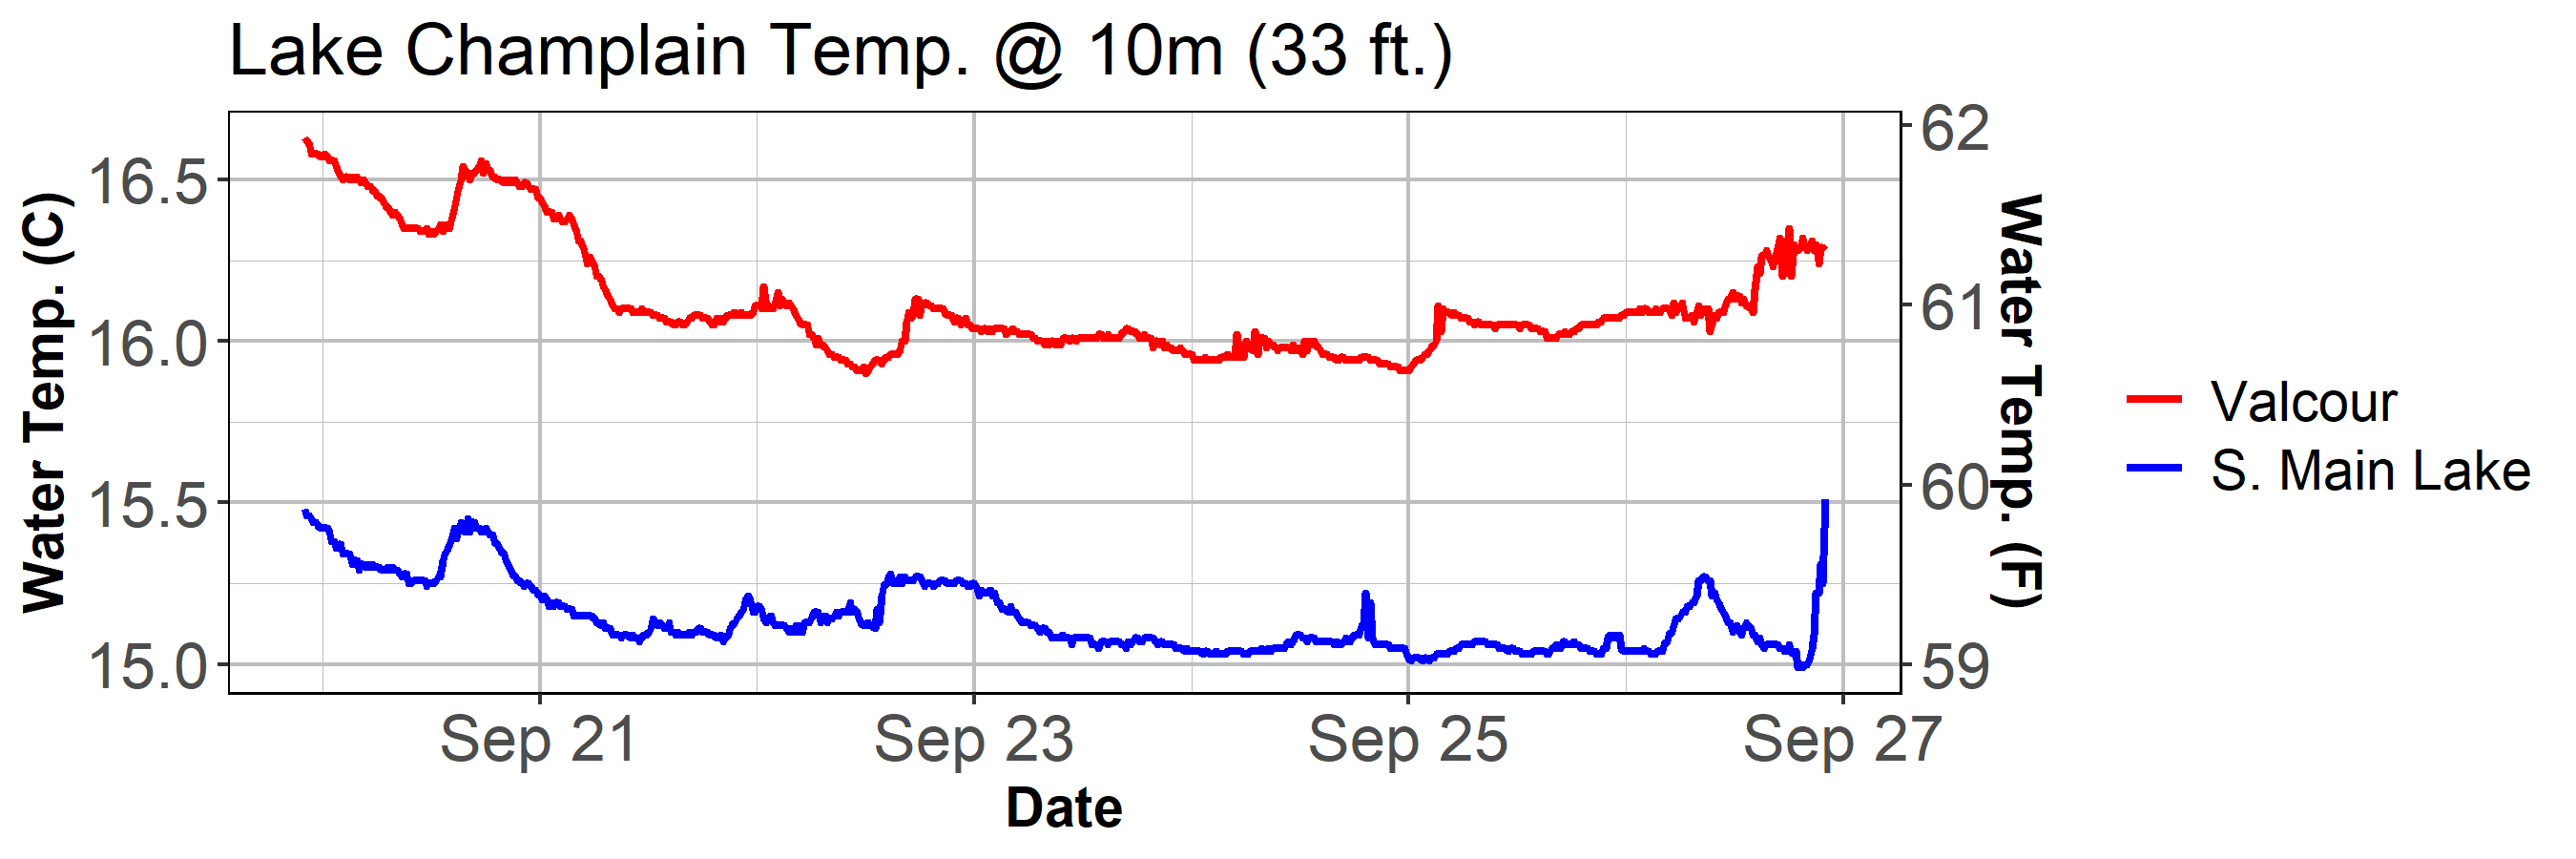 Lake Champlain Temp. @ 10m (33 ft.)
Water Temp. (C)
16.5
16.0
15.5
15.0
62
61
60
59
Water Temp. (F)
Sep 21
Sep 23
Sep 25
Sep 27
Date
Valcour
S. Main Lake